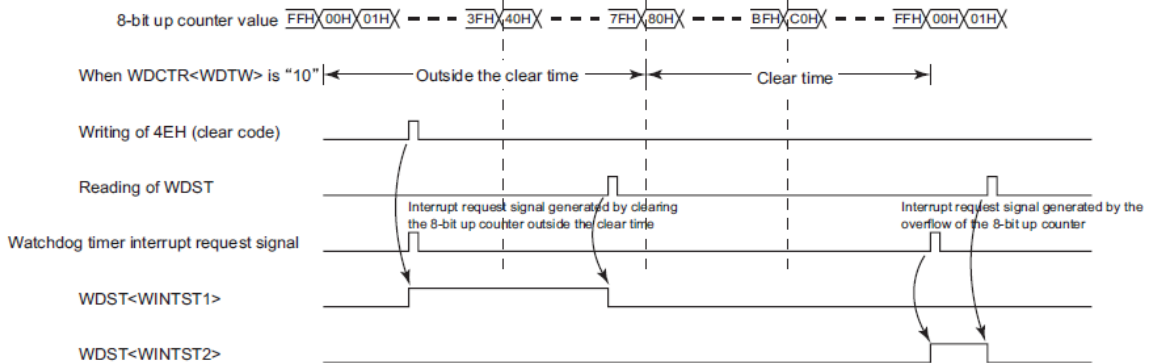 8-bit up counter value FFH 00H 01H 3FH 40H 7FH 80H BFH C0H FFH 00H 01H
When WDCTR<WDTW> is “10” Outside the clear time Clear time
Writing of 4EH (clear code)
Reading of WDST
Interrupt request signal generated by clearing
the 8-bit up counter outside the clear time
Interrupt request signal generated by the
overflow of the 8-bit up counter
Watchdog timer interrupt request signal
WDST<WINTST1>
WDST<WINTST2>